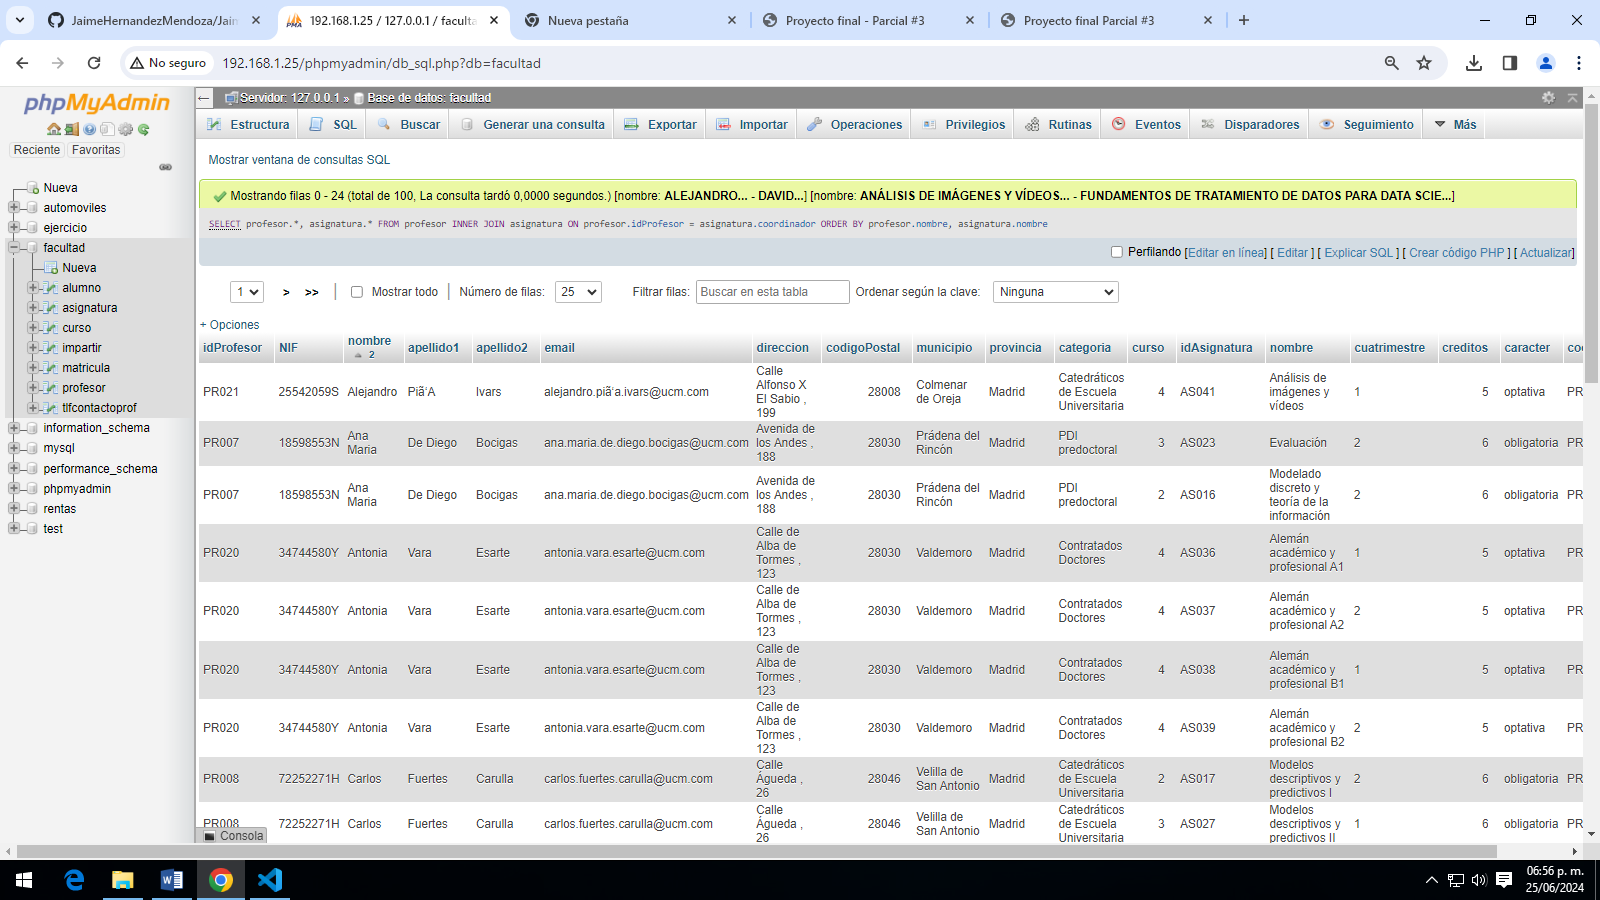 JaimeHernandezMendoza/Jaim
192.168.1.25 / 127.0.0.1 / faculta
Nueva pestaña
Proyecto final - Parcial #3
Proyecto final Parcial #3
No seguro
192.168.1.25/phpmyadmin/db_sql.php?db=facultad
phpMyAdmin
Reciente Favoritas
Nueva
automoviles
ejercicio
facultad
Nueva
alumno
asignatura
curso
impartir
matricula
profesor
tlfcontactoprof
information_schema
mysql
performance_schema
phpmyadmin
rentas
test
Servidor: 127.0.0.1 » Base de datos: facultad
Estructura SQL Buscar Generar una consulta Exportar Importar Operaciones Privilegios Rutinas Eventos Disparadores Seguimiento Más
Mostrar ventana de consultas SQL
Mostrando filas 0 - 24 (total de 100, La consulta tardó 0,0000 segundos.) [nombre: ALEJANDRO... - DAVID...] [nombre: ANÁLISIS DE IMÁGENES Y VÍDEOS... - FUNDAMENTOS DE TRATAMIENTO DE DATOS PARA DATA SCIE...]
SELECT profesor.*, asignatura.* FROM profesor INNER JOIN asignatura ON profesor.idProfesor = asignatura.coordinador ORDER BY profesor.nombre, asignatura.nombre
Perfilando [Editar en línea] [ Editar ] [ Explicar SQL ] [ Crear código PHP ] [ Actualizar]
1 > >> | Mostrar todo | Número de filas: 25 Filtrar filas: Buscar en esta tabla Ordenar según la clave: Ninguna
+ Opciones
idProfesor NIF nombre 2 apellido1 apellido2 email direccion codigoPostal municipio provincia categoria curso idAsignatura nombre cuatrimestre creditos caracter coo
PR021 25542059S Alejandro Piã‘A Ivars alejandro.piã‘a.ivars@ucm.com Calle Alfonso X El Sabio , 199 28008 Colmenar de Oreja Madrid Catedráticos de Escuela Universitaria 4 AS041 Análisis de imágenes y vídeos 1 5 optativa PR
PR007 18598553N Ana Maria De Diego Bocigas ana.maria.de.diego.bocigas@ucm.com Avenida de los Andes , 188 28030 Prádena del Rincón Madrid PDI predoctoral 3 AS023 Evaluación 2 6 obligatoria PR
PR007 18598553N Ana Maria De Diego Bocigas ana.maria.de.diego.bocigas@ucm.com Avenida de los Andes , 188 28030 Prádena del Rincón Madrid PDI predoctoral 2 AS016 Modelado discreto y teoría de la información 2 6 obligatoria PR
PR020 34744580Y Antonia Vara Esarte antonia.vara.esarte@ucm.com Calle de Alba de Tormes , 123 28030 Valdemoro Madrid Contratados Doctores 4 AS036 Alemán académico y profesional A1 1 5 optativa PR
PR020 34744580Y Antonia Vara Esarte antonia.vara.esarte@ucm.com Calle de Alba de Tormes , 123 28030 Valdemoro Madrid Contratados Doctores 4 AS037 Alemán académico y profesional A2 2 5 optativa PR
PR020 34744580Y Antonia Vara Esarte antonia.vara.esarte@ucm.com Calle de Alba de Tormes , 123 28030 Valdemoro Madrid Contratados Doctores 4 AS038 Alemán académico y profesional B1 1 5 optativa PR
PR020 34744580Y Antonia Vara Esarte antonia.vara.esarte@ucm.com Calle de Alba de Tormes , 123 28030 Valdemoro Madrid Contratados Doctores 4 AS039 Alemán académico y profesional B2 2 5 optativa PR
PR008 72252271H Carlos Fuertes Carulla carlos.fuertes.carulla@ucm.com Calle Águeda , 26 28046 Velilla de San Antonio Madrid Catedráticos de Escuela Universitaria 2 AS017 Modelos descriptivos y predictivos I 2 6 obligatoria PR
PR008 72252271H Carlos Fuertes Carulla carlos.fuertes.carulla@ucm.com Calle Águeda , 26 28046 Velilla de San Antonio Madrid Catedráticos de Escuela Universitaria 3 AS027 Modelos descriptivos y predictivos II 1 6 obligatoria PR
Consola
06:56 p. m.
25/06/2024